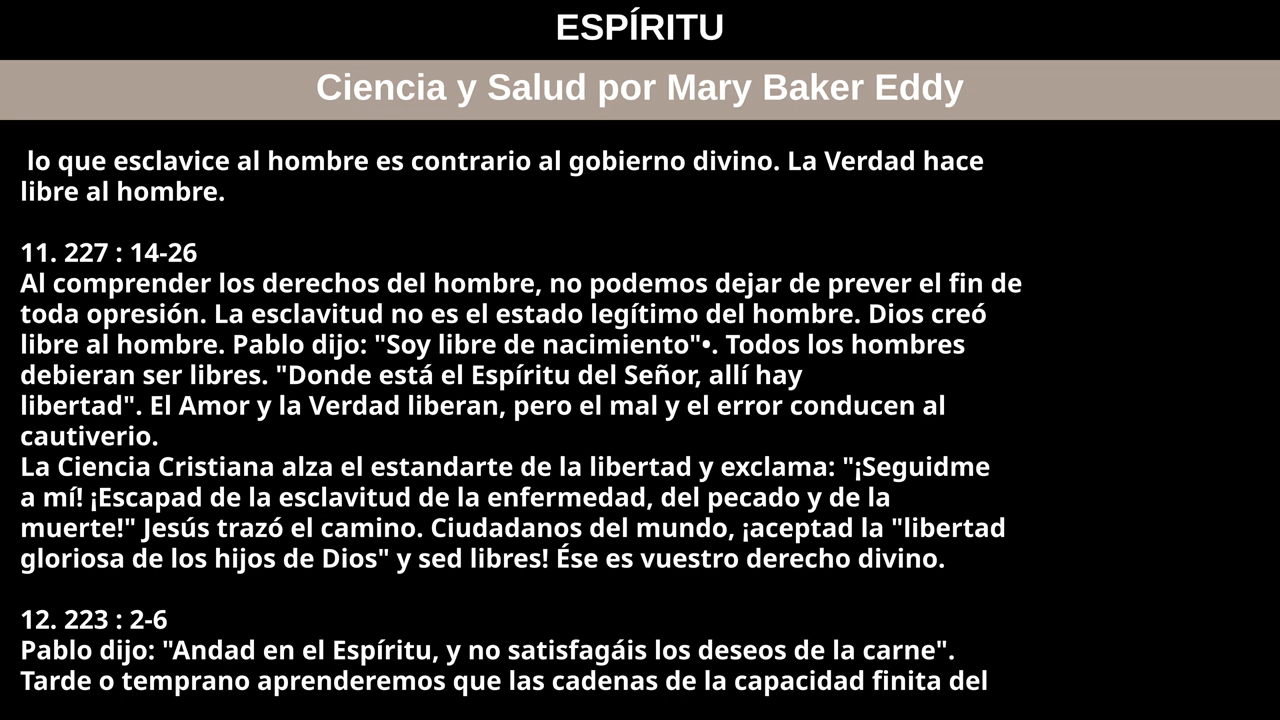 ESPÍRITU
Ciencia y Salud por Mary Baker Eddy
lo que esclavice al hombre es contrario al gobierno divino. La Verdad hace
libre al hombre.
11. 227 : 14-26
Al comprender los derechos del hombre, no podemos dejar de prever el fin de
toda opresión. La esclavitud no es el estado legítimo del hombre. Dios creó
libre al hombre. Pablo dijo: "Soy libre de nacimiento"•. Todos los hombres
debieran ser libres. "Donde está el Espíritu del Señor, allí hay
libertad". El Amor y la Verdad liberan, pero el mal y el error conducen al
cautiverio.
La Ciencia Cristiana alza el estandarte de la libertad y exclama: "¡Seguidme
a mí! ¡Escapad de la esclavitud de la enfermedad, del pecado y de la
muerte!" Jesús trazó el camino. Ciudadanos del mundo, ¡aceptad la "libertad
gloriosa de los hijos de Dios" y sed libres! Ése es vuestro derecho divino.
12. 223 : 2-6
Pablo dijo: "Andad en el Espíritu, y no satisfagáis los deseos de la carne".
Tarde o temprano aprenderemos que las cadenas de la capacidad finita del